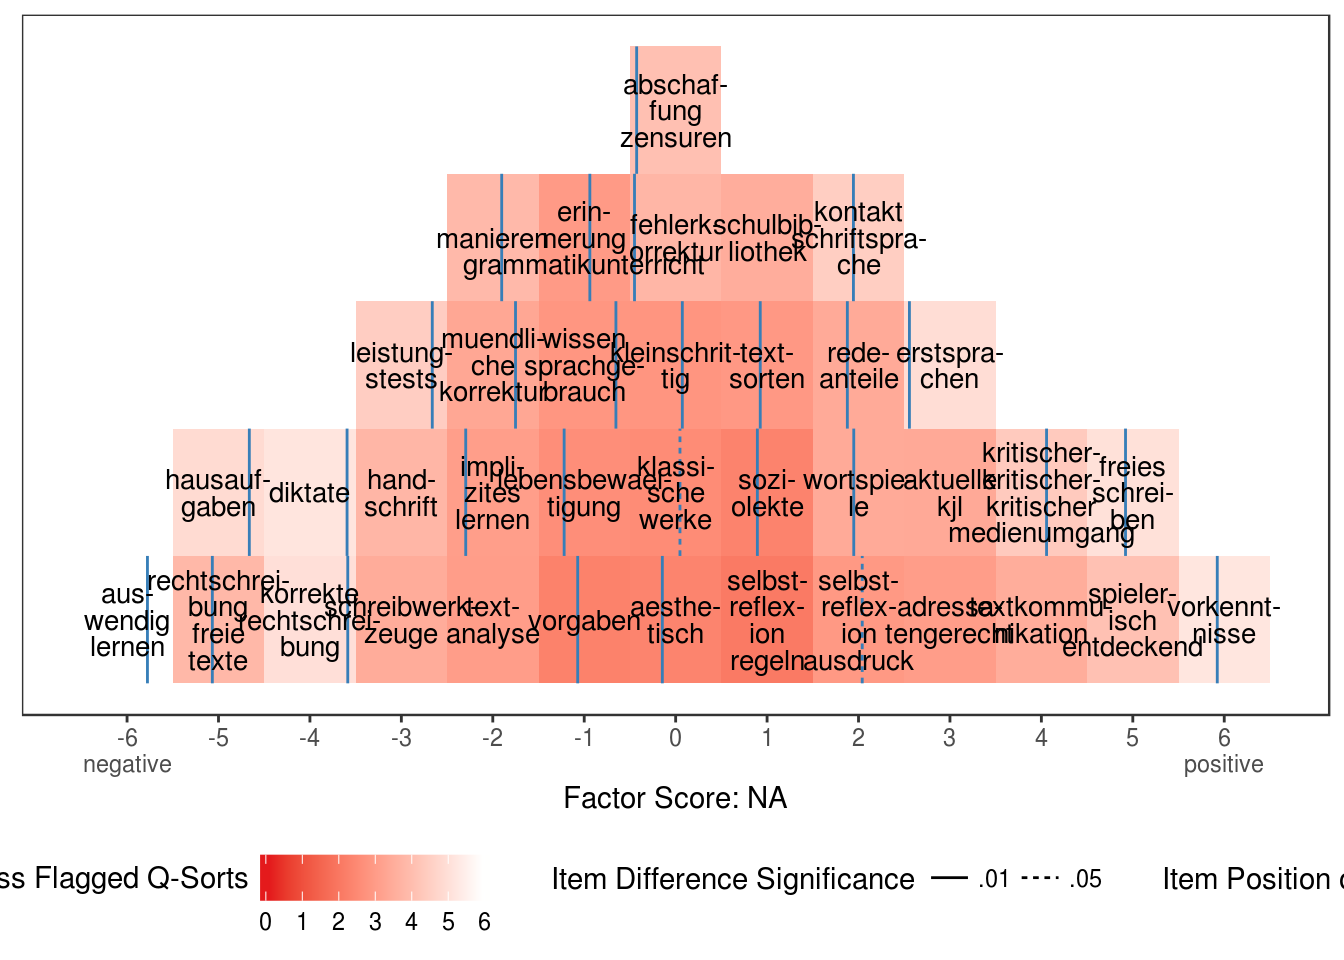 abschaf-
fung
zensuren
manieren
erin-
nerung
grammatikunterricht
fehlerk-
orrektur
schulbib-
liothek
kontakt
schriftspra-
che
leistung-
stests
muendli-
che
korrektur
wissen
sprachge-
brauch
kleinschrit-
tig
text-
sorten
rede-
anteile
erstspra-
chen
hausauf-
gaben
diktate
hand-
schrift
impli-
zites
lernen
lebensbewael-
tigung
klassi-
sche
werke
sozi-
olekte
wortspie-
le
aktuelle
kjl
kritischer-
kritischer-
kritischer
medienumgang
freies
schrei-
ben
aus-
wendig
lernen
rechtschrei-
bung
freie
texte
korrekte
rechtschrei-
bung
schreibwerk-
zeuge
text-
analyse
vorgaben
aesthe-
tisch
selbst-
reflex-
ion
regeln
selbst-
reflex-
ion
ausdruck
adressa-
tengerecht
textkommu-
nikation
spieler-
isch
entdeckend
vorkennt-
nisse
-6 -5 -4 -3 -2 -1 0 1 2 3 4 5 6
negative positive
Factor Score: NA
ss Flagged Q-Sorts
0 1 2 3 4 5 6
Item Difference Significance .01 .05
Item Position